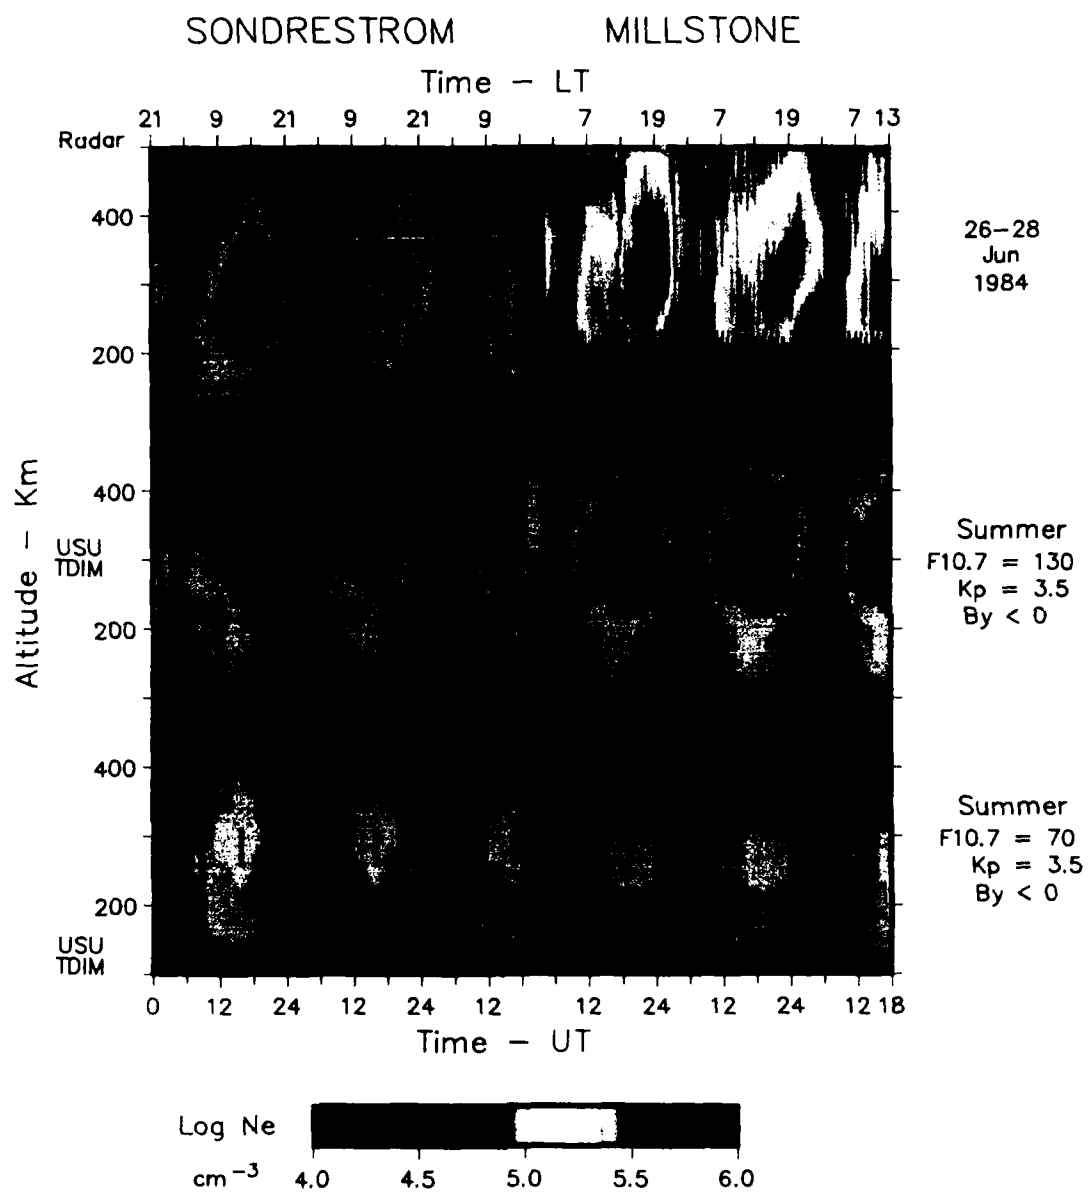 SONDRESTROM MILLSTONE
Time - LT
21 9 21 9 21 9 7 19 7 19 7 13
Radar
400
200
26-28
Jun
1984
Altitude - Km
400
USU
TDIM
200
Summer
F10.7 = 130
Kp = 3.5
By < 0
400
200
USU
TDIM
Summer
F10.7 = 70
Kp = 3.5
By < 0
0 12 24 12 24 12 12 24 12 24 12 18
Time - UT
Log Ne
cm⁻³
4.0 4.5 5.0 5.5 6.0